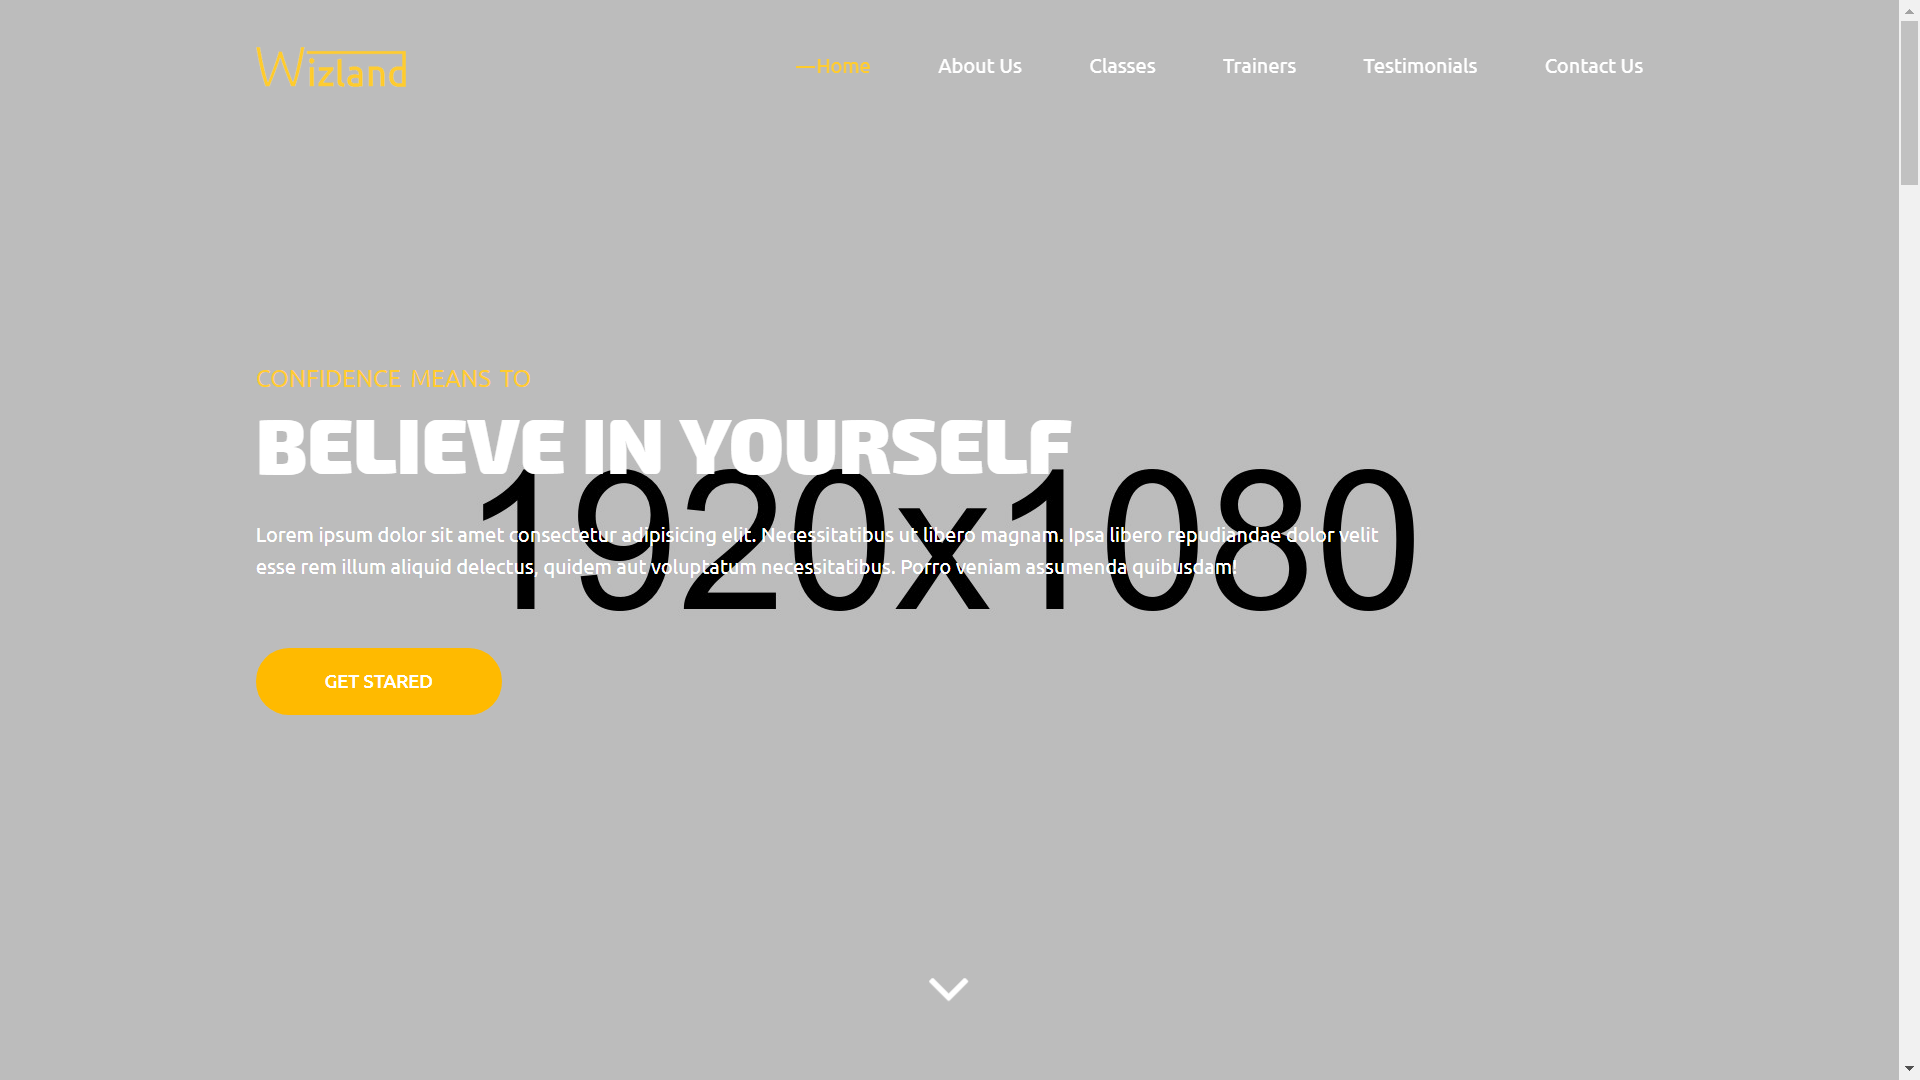 Wizland
—Home
About Us
Classes
Trainers
Testimonials
Contact Us
CONFIDENCE MEANS TO
BELIEVE IN YOURSELF
1920x1080
Lorem ipsum dolor sit amet consectetur adipisicing elit. Necessitatibus ut libero magnam. Ipsa libero repudiandae dolor velit
esse rem illum aliquid delectus, quidem aut voluptatum necessitatibus. Porro veniam assumenda quibusdam!
GET STARED